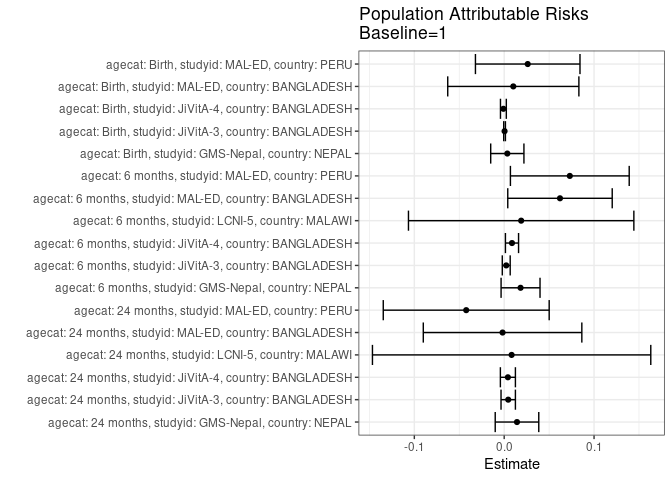 Population Attributable Risks
Baseline=1
agecat: Birth, studyid: MAL-ED, country: PERU
agecat: Birth, studyid: MAL-ED, country: BANGLADESH
agecat: Birth, studyid: JiVitA-4, country: BANGLADESH
agecat: Birth, studyid: JiVitA-3, country: BANGLADESH
agecat: Birth, studyid: GMS-Nepal, country: NEPAL
agecat: 6 months, studyid: MAL-ED, country: PERU
agecat: 6 months, studyid: MAL-ED, country: BANGLADESH
agecat: 6 months, studyid: LCNI-5, country: MALAWI
agecat: 6 months, studyid: JiVitA-4, country: BANGLADESH
agecat: 6 months, studyid: JiVitA-3, country: BANGLADESH
agecat: 6 months, studyid: GMS-Nepal, country: NEPAL
agecat: 24 months, studyid: MAL-ED, country: PERU
agecat: 24 months, studyid: MAL-ED, country: BANGLADESH
agecat: 24 months, studyid: LCNI-5, country: MALAWI
agecat: 24 months, studyid: JiVitA-4, country: BANGLADESH
agecat: 24 months, studyid: JiVitA-3, country: BANGLADESH
agecat: 24 months, studyid: GMS-Nepal, country: NEPAL
-0.1 0.0 0.1
Estimate